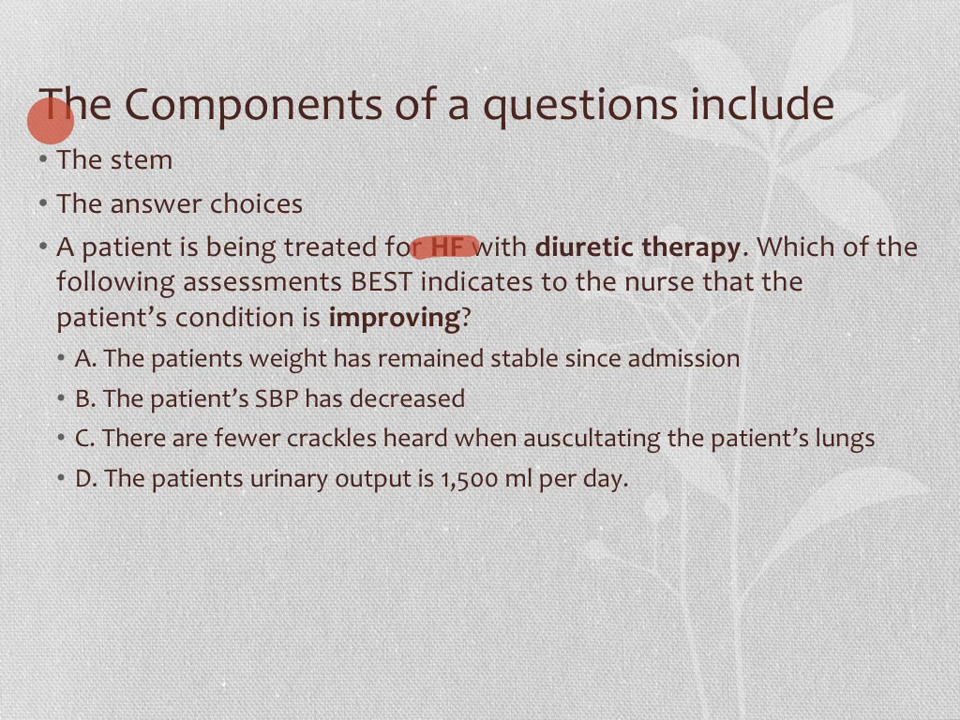 The Components of a questions include
• The stem
• The answer choices
• A patient is being treated for HF with diuretic therapy. Which of the
following assessments BEST indicates to the nurse that the
patient’s condition is improving?
• A. The patients weight has remained stable since admission
• B. The patient’s SBP has decreased
• C. There are fewer crackles heard when auscultating the patient’s lungs
• D. The patients urinary output is 1,500 ml per day.